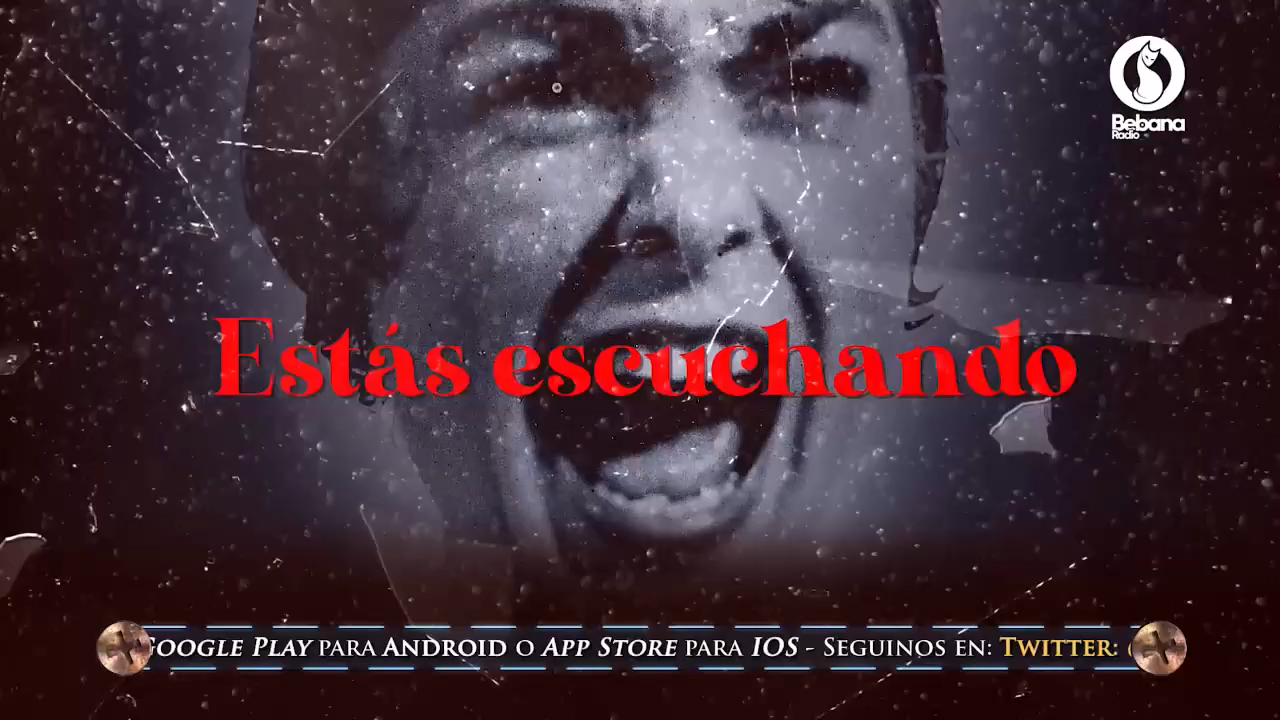 Bebana
Radio
Estás escuchando
GOOGLE PLAY PARA ANDROID O APP STORE PARA IOS - SEGUINOS EN: TWITTER: